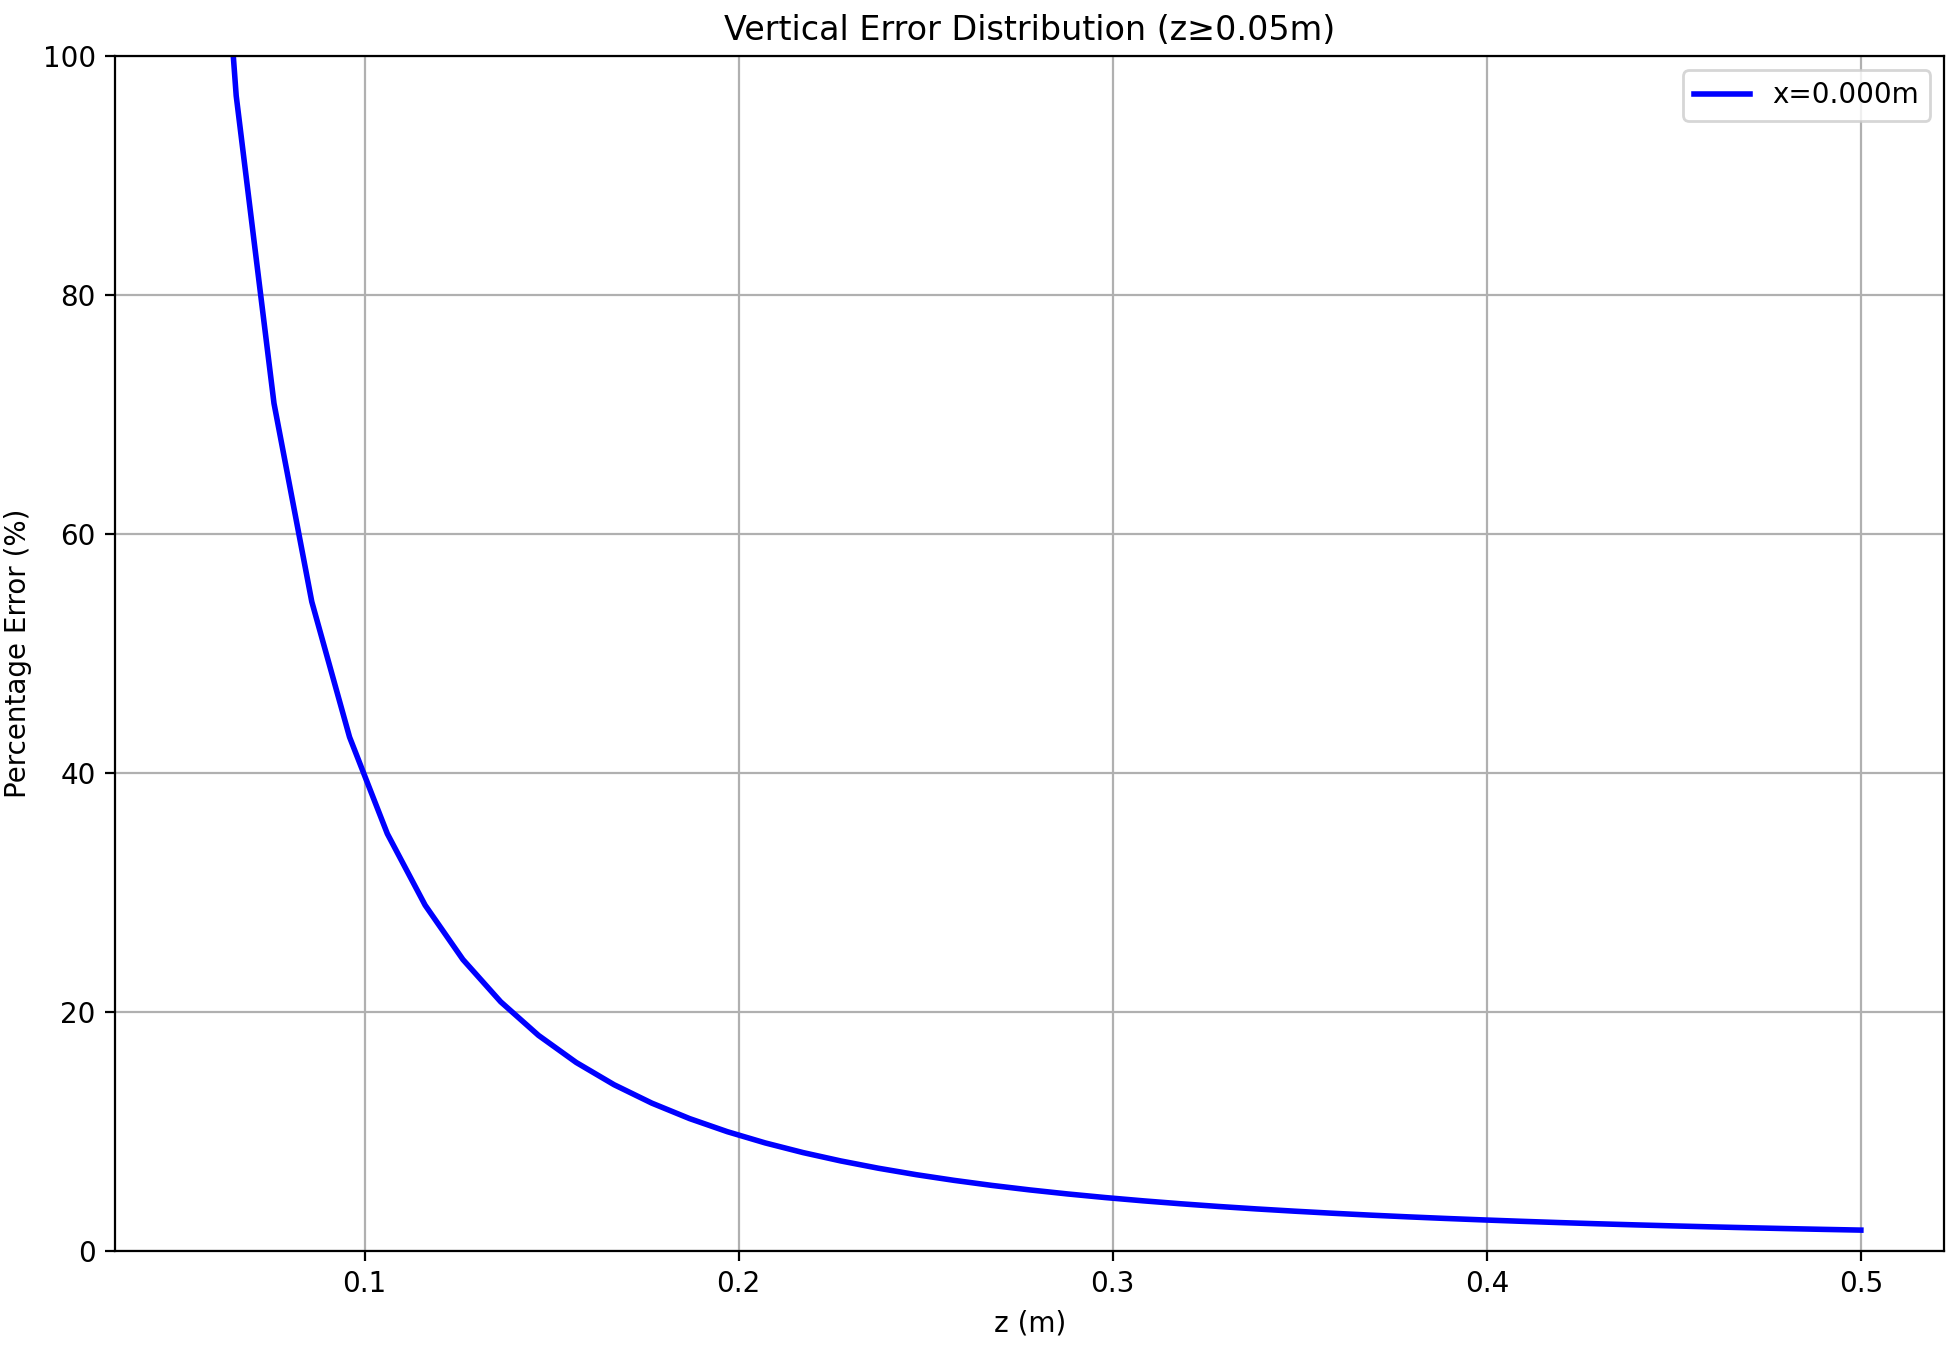 Vertical Error Distribution (z≥0.05m)
x=0.000m
Percentage Error (%)
100
80
60
40
20
0
0.1 0.2 0.3 0.4 0.5
z (m)